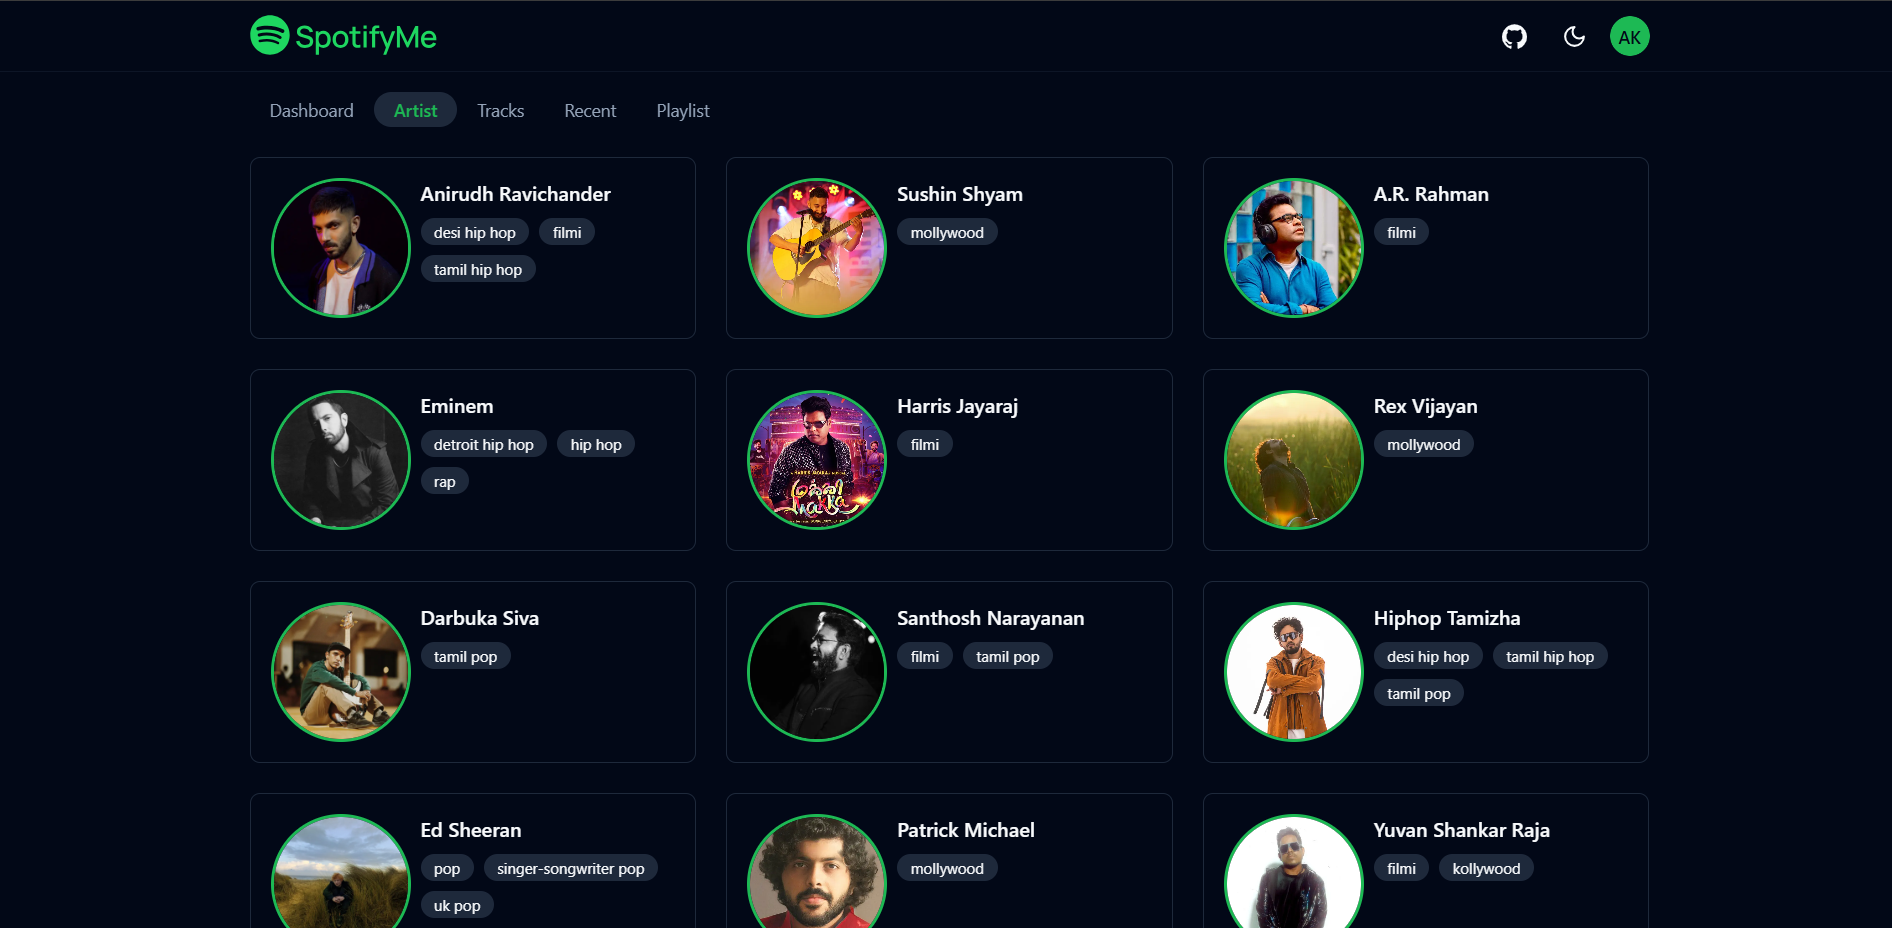 SpotifyMe
AK
Dashboard Artist Tracks Recent Playlist
Anirudh Ravichander
desi hip hop filmi
tamil hip hop
Sushin Shyam
mollywood
A.R. Rahman
filmi
Eminem
detroit hip hop hip hop
rap
Harris Jayaraj
filmi
Rex Vijayan
mollywood
Darbuka Siva
tamil pop
Santhosh Narayanan
filmi tamil pop
Hiphop Tamizha
desi hip hop tamil hip hop
tamil pop
Ed Sheeran
pop singer-songwriter pop
uk pop
Patrick Michael
mollywood
Yuvan Shankar Raja
filmi kollywood